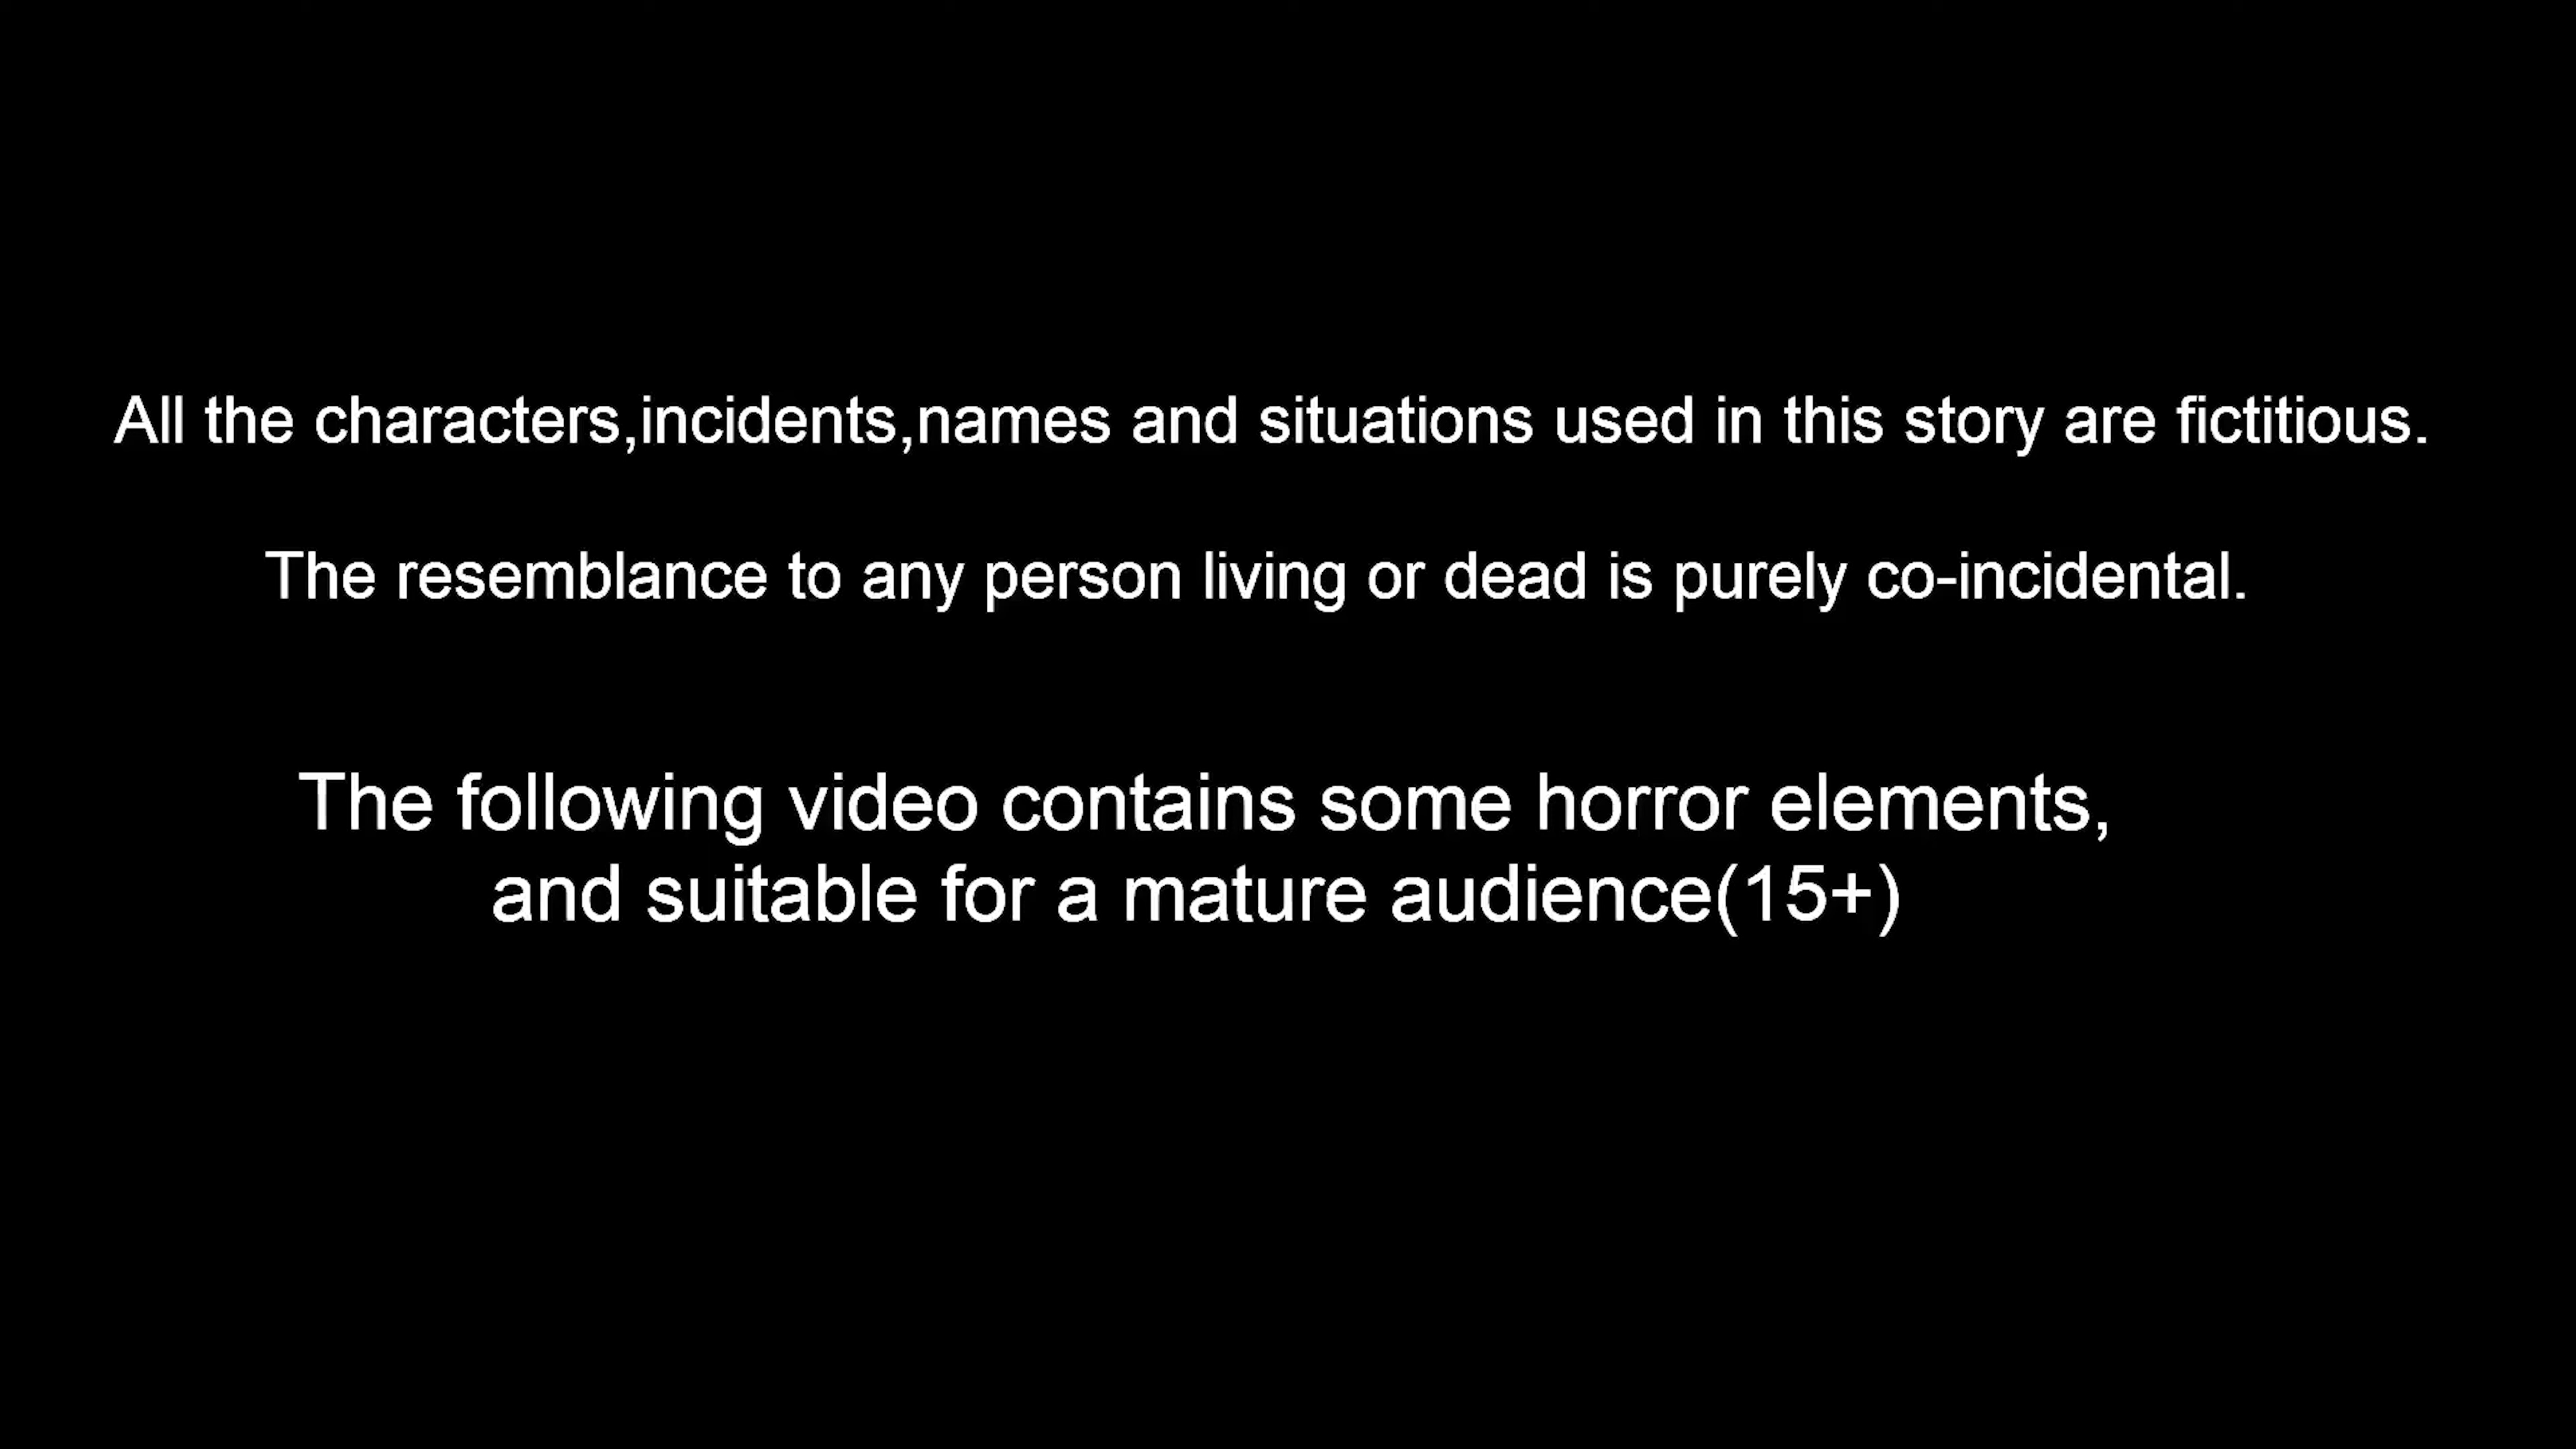 All the characters,incidents,names and situations used in this story are fictitious.
The resemblance to any person living or dead is purely co-incidental.
The following video contains some horror elements,
and suitable for a mature audience(15+)